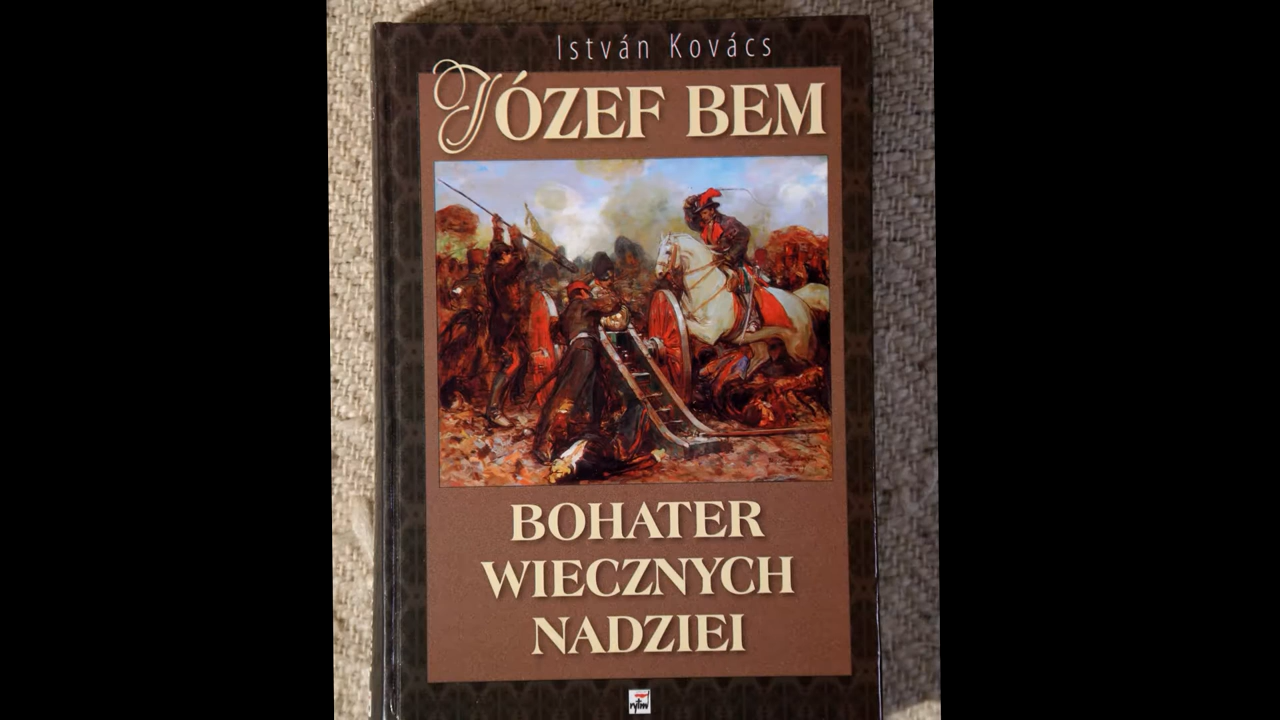 István Kovács
JÓZEF BEM
BOHATER
WIECZNYCH
NADZIEI
rytm